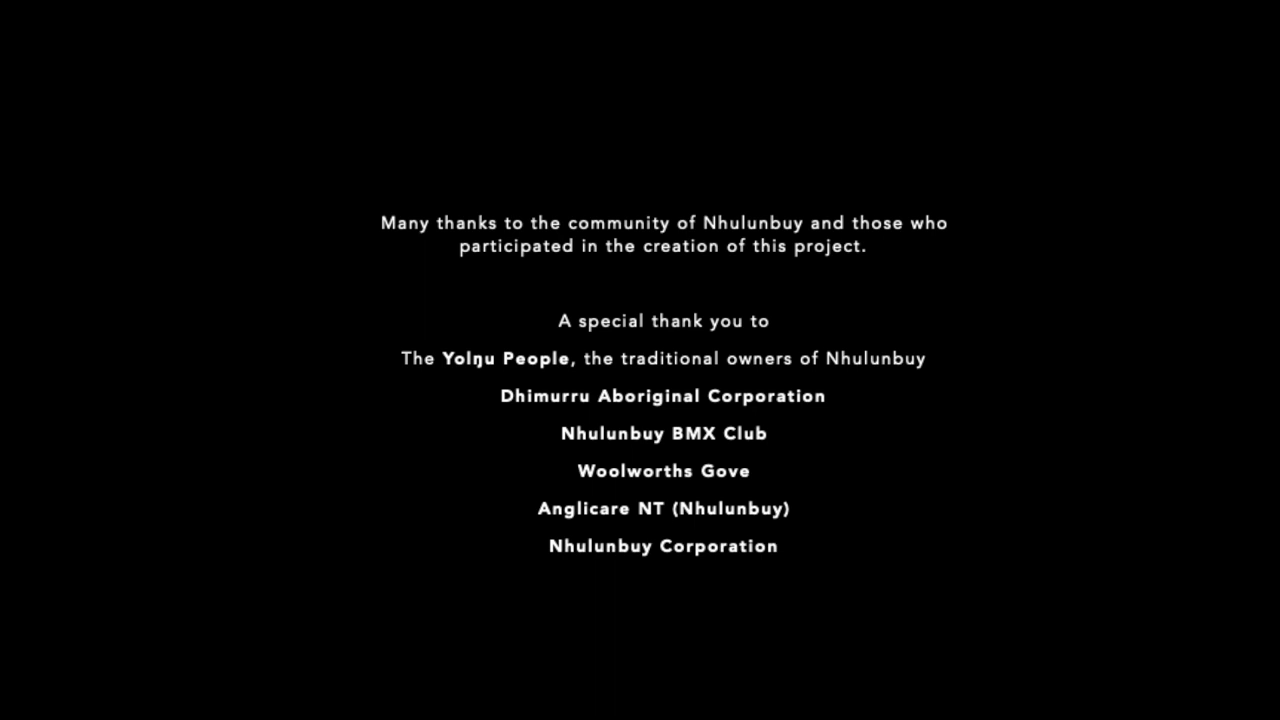 Many thanks to the community of Nhulunbuy and those who
participated in the creation of this project.
A special thank you to
The Yolŋu People, the traditional owners of Nhulunbuy
Dhimurru Aboriginal Corporation
Nhulunbuy BMX Club
Woolworths Gove
Anglicare NT (Nhulunbuy)
Nhulunbuy Corporation